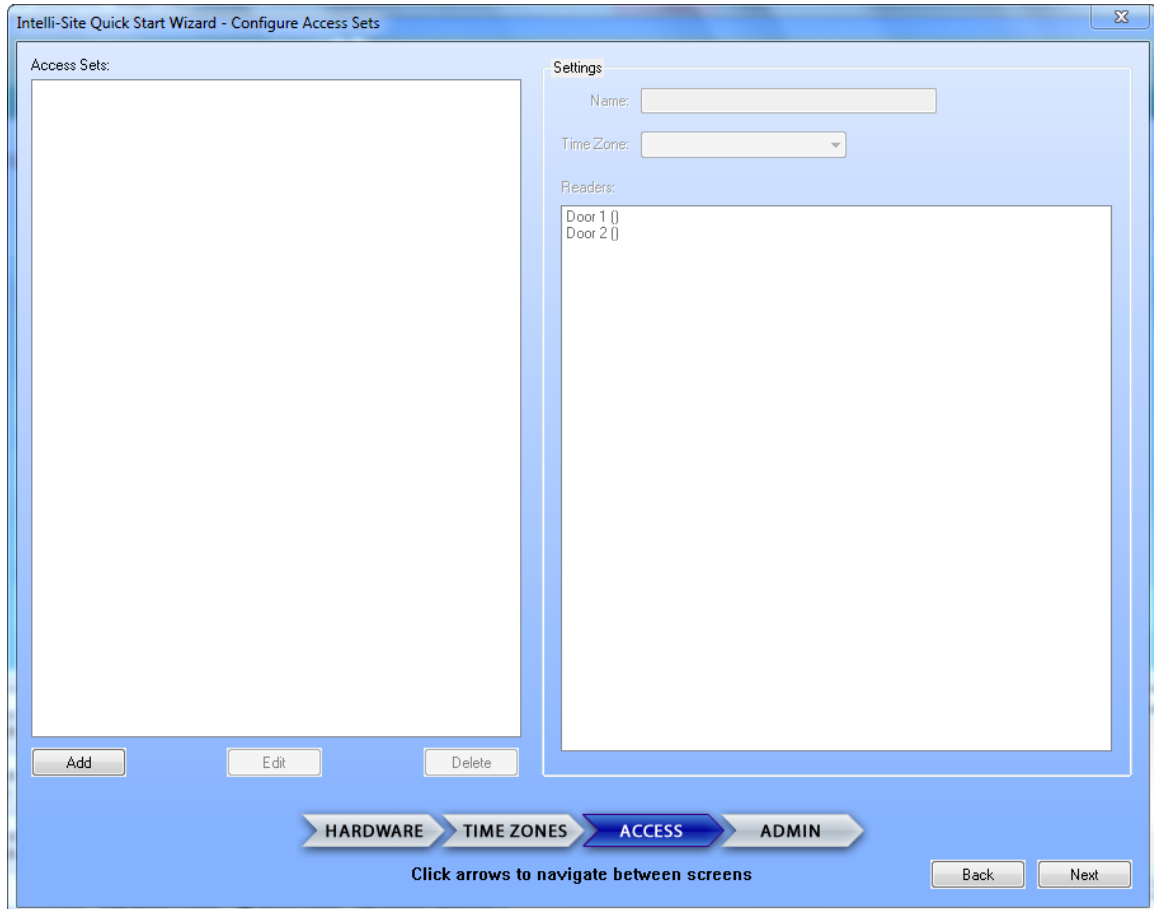 Intelli-Site Quick Start Wizard - Configure Access Sets
Access Sets:
Settings
Name:
Time Zone:
Readers:
Door 1 ()
Door 2 ()
Add
Edit
Delete
HARDWARE
TIME ZONES
ACCESS
ADMIN
Click arrows to navigate between screens
Back
Next